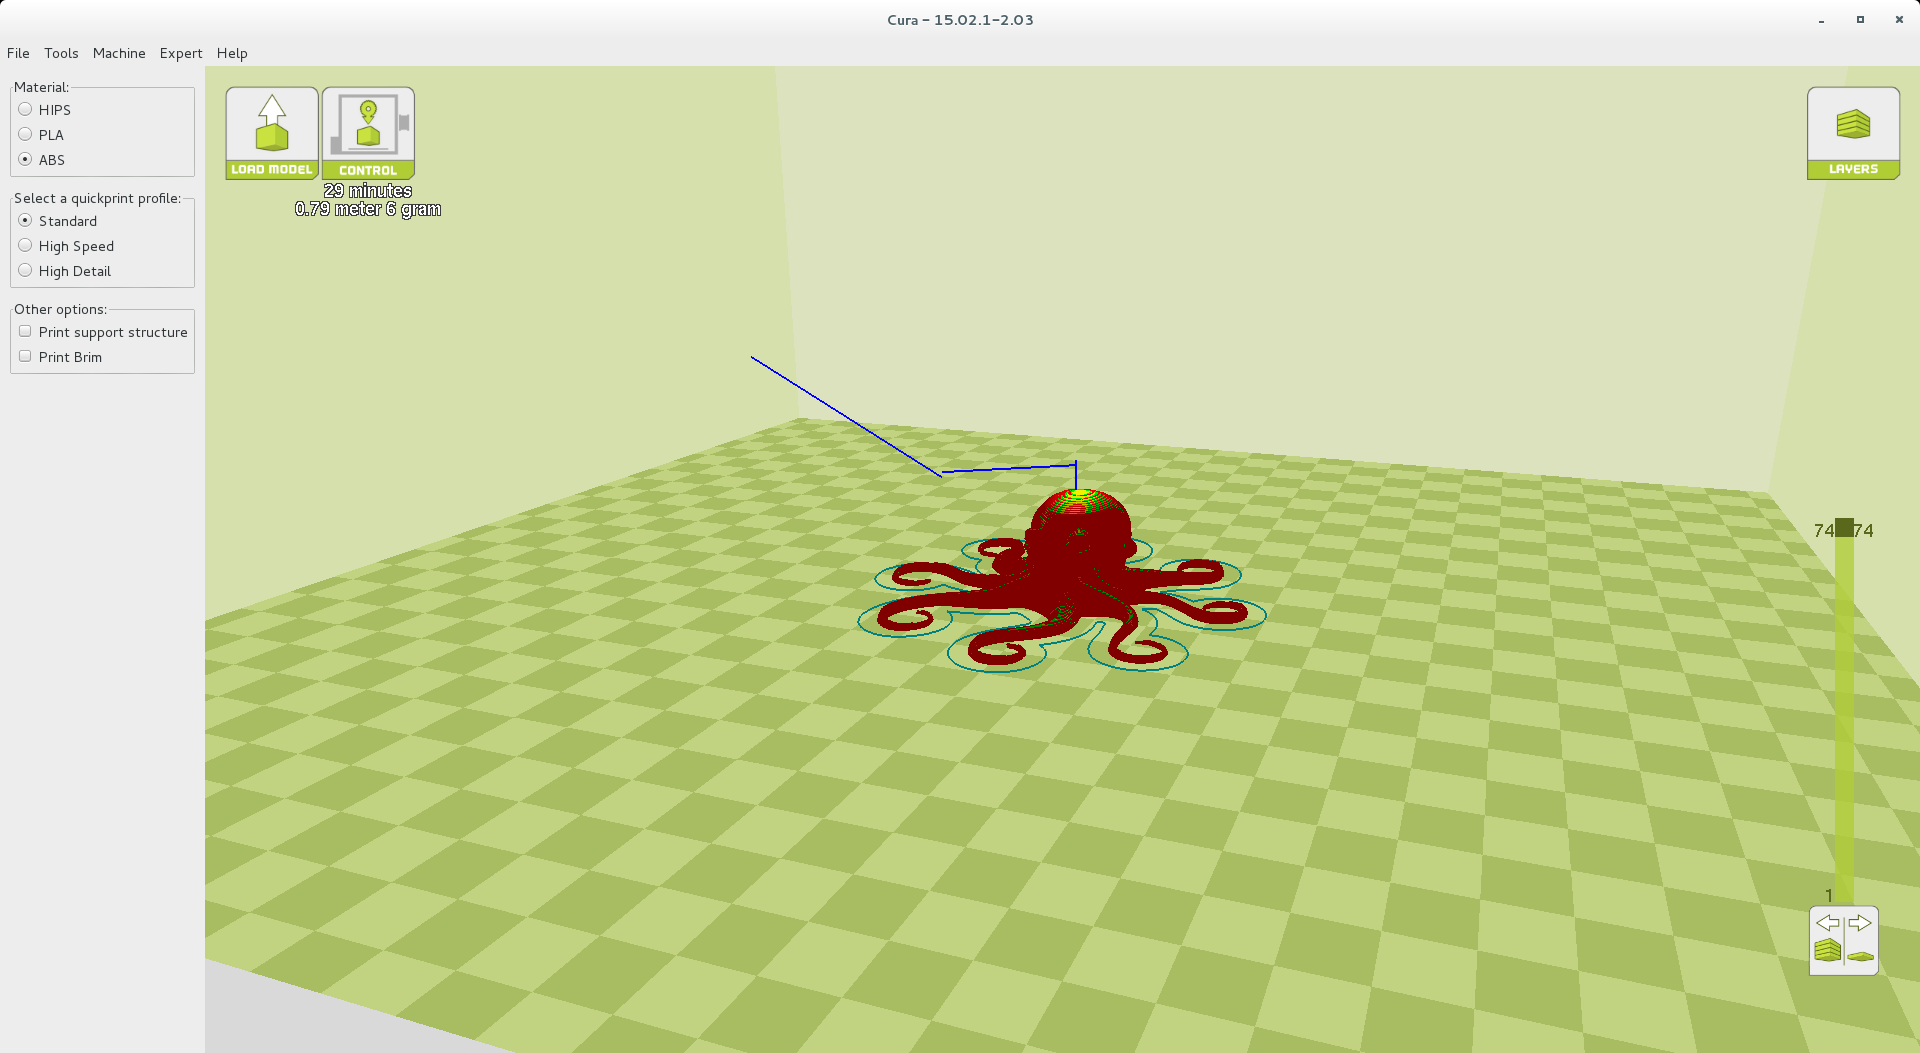 Cura - 15.02.1-2.03
File Tools Machine Expert Help
Material:
HIPS
PLA
ABS
Select a quickprint profile:
Standard
High Speed
High Detail
Other options:
Print support structure
Print Brim
LOAD MODEL
CONTROL
29 minutes
0.79 meter 6 gram
LAYERS
74 74
1